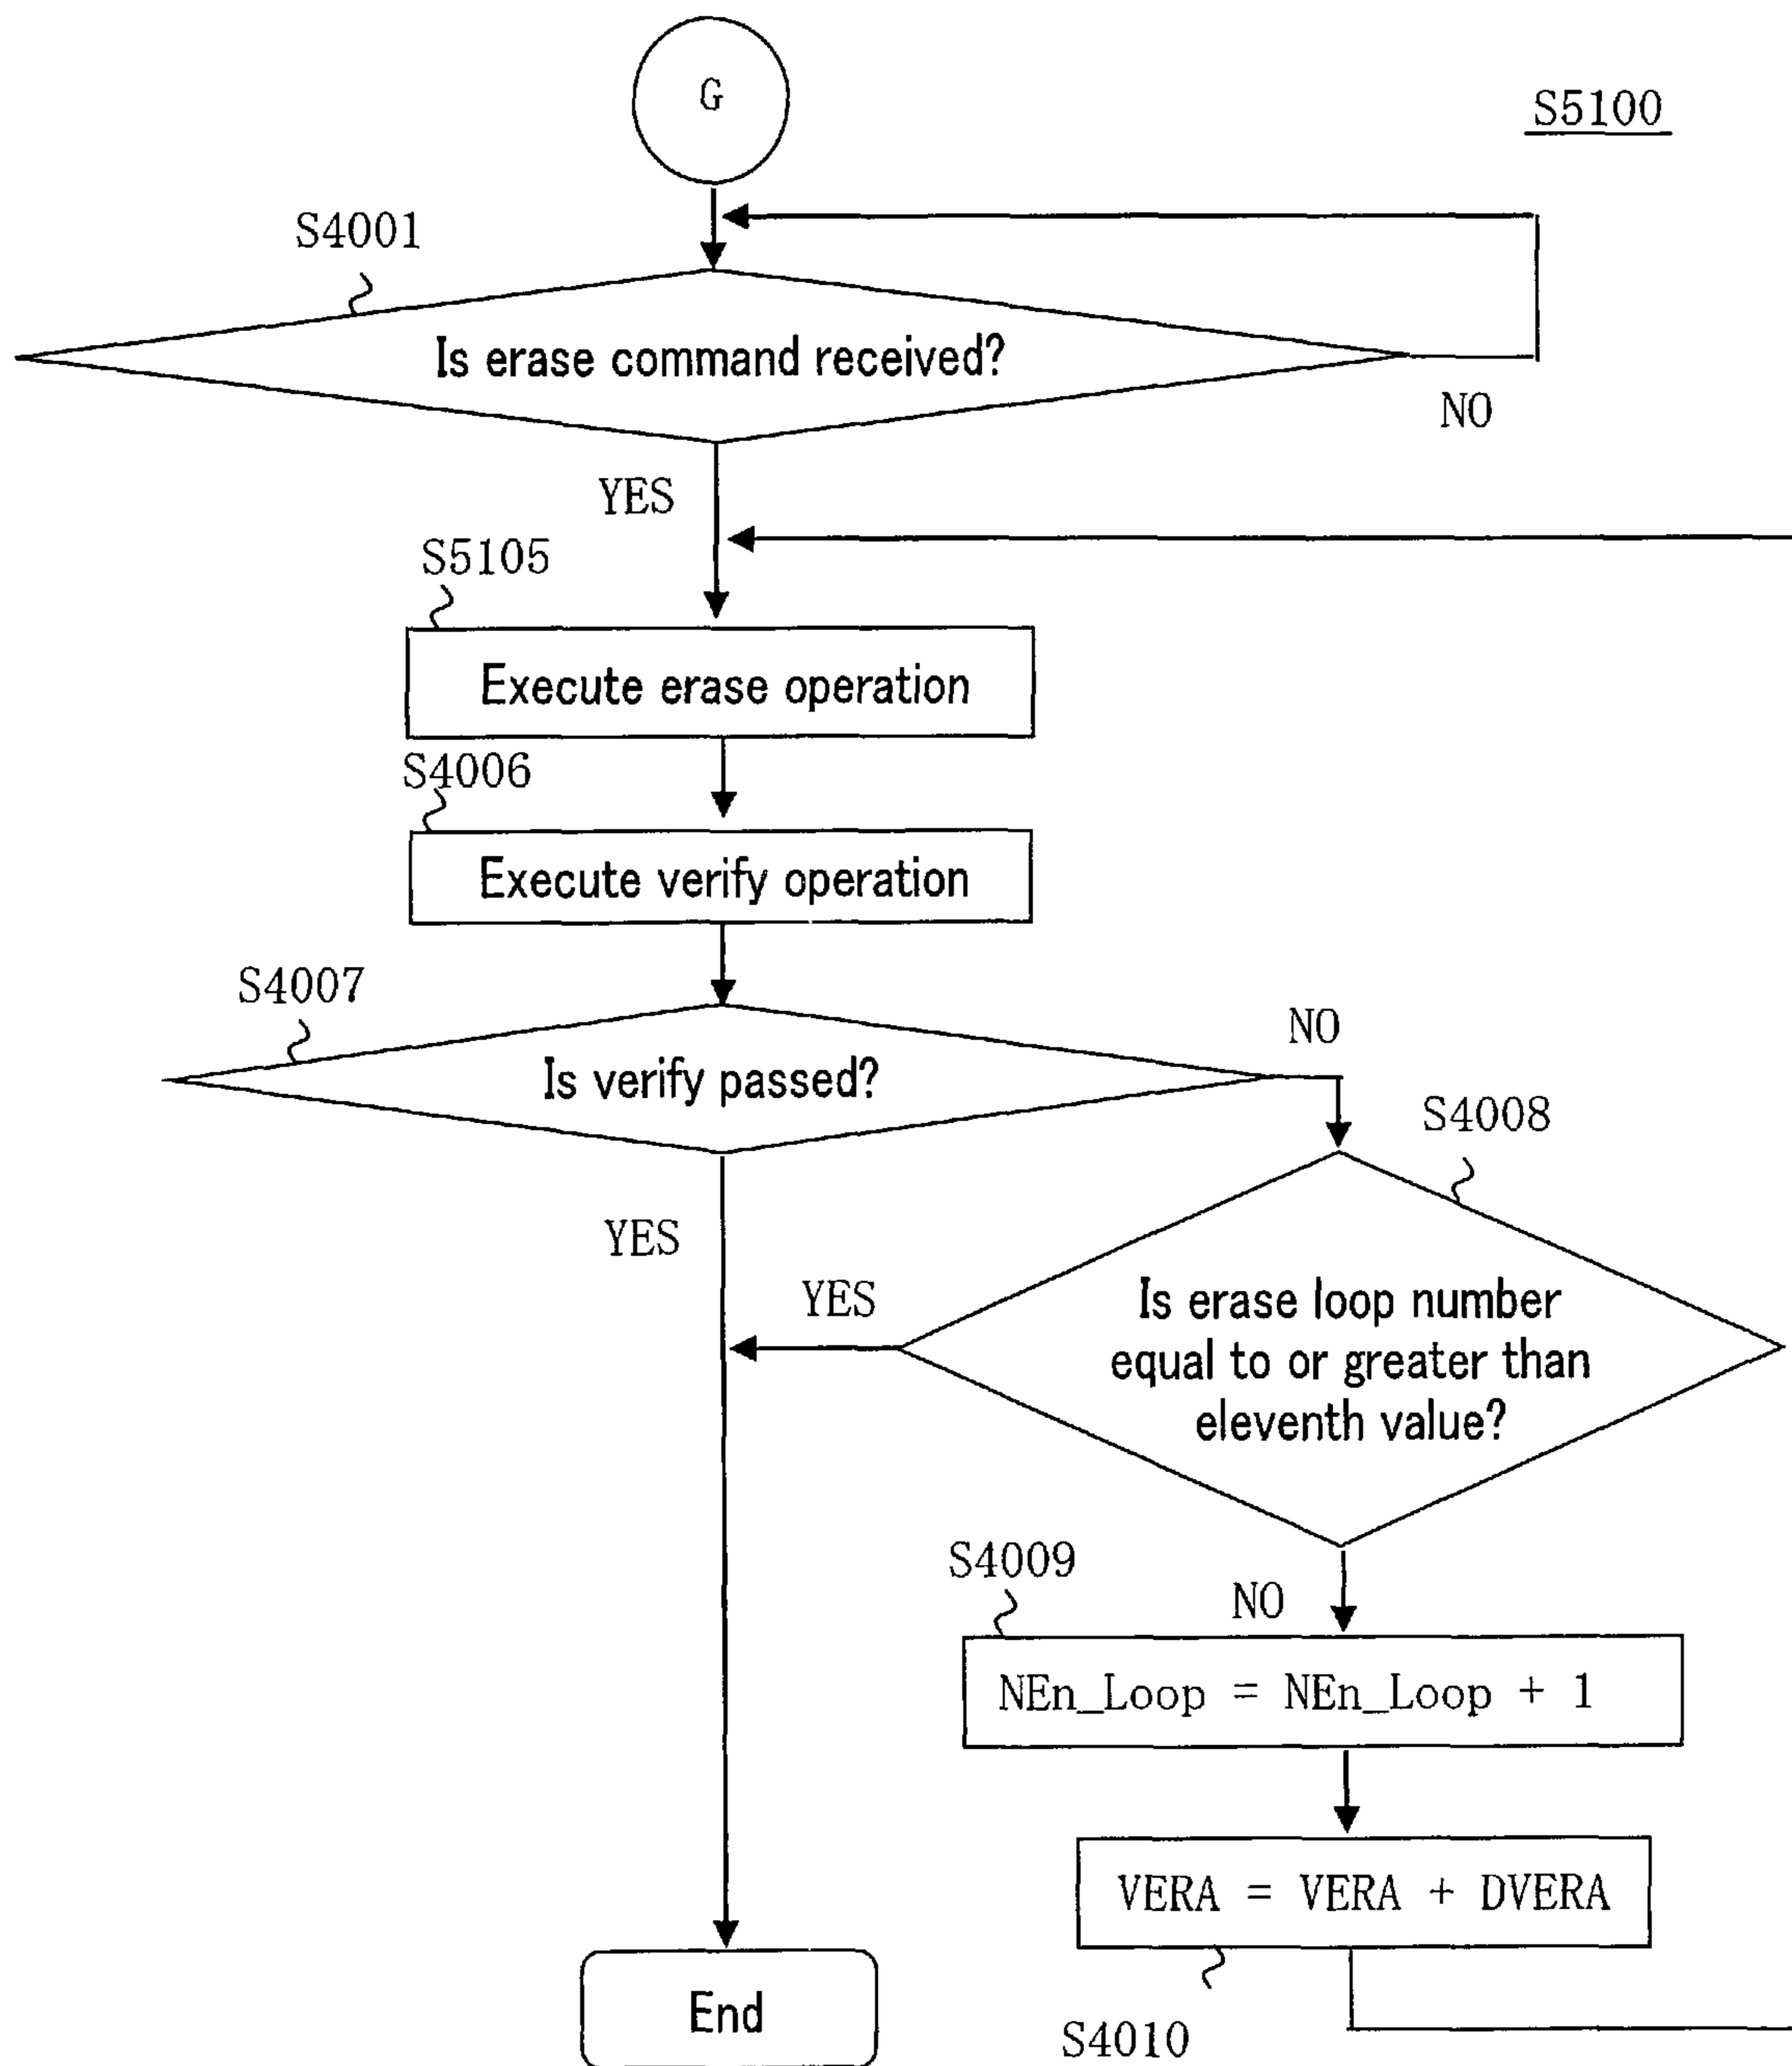 G
S5100
S4001
Is erase command received?
NO
YES
S5105
Execute erase operation
S4006
Execute verify operation
S4007
Is verify passed?
NO
S4008
YES
YES
Is erase loop number
equal to or greater than
eleventh value?
S4009
NO
NEn_Loop = NEn_Loop + 1
VERA = VERA + DVERA
End
S4010